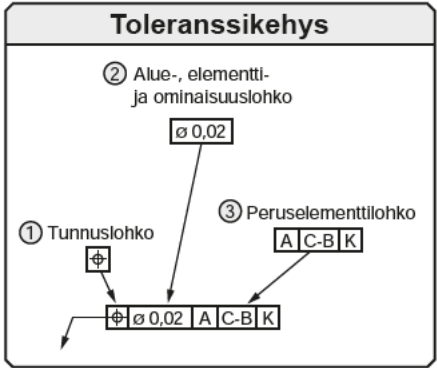 Toleranssikehys
2 Alue-, elementti-
ja ominaisuuslohko
ø 0,02
3 Peruselementtilohko
A C-B K
1 Tunnuslohko
⌖
⌖ ø 0,02 A C-B K